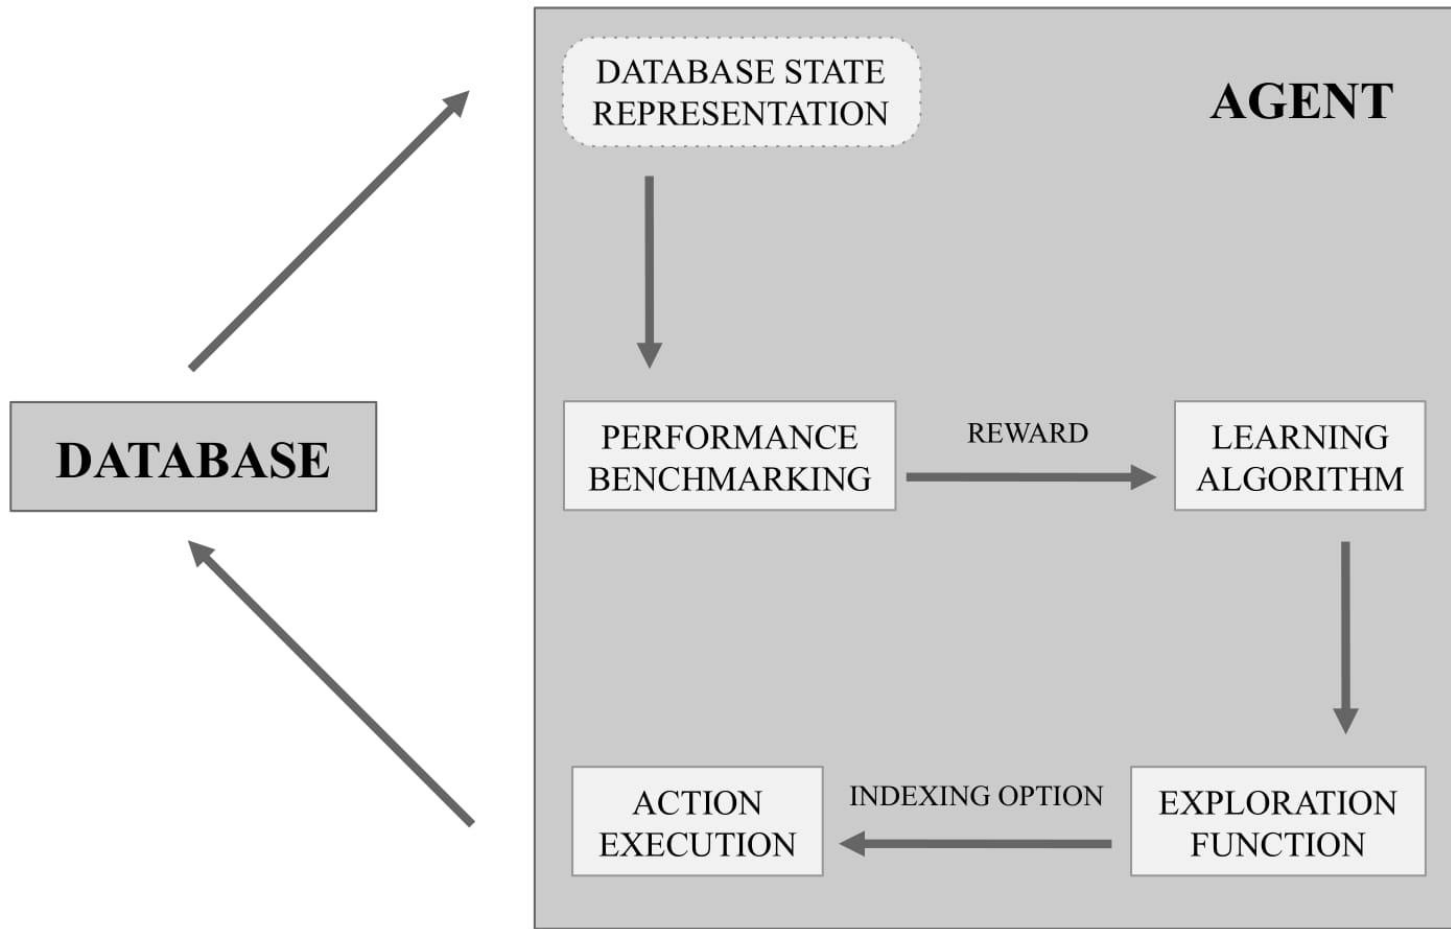 DATABASE STATE
REPRESENTATION
AGENT
DATABASE
PERFORMANCE
BENCHMARKING
REWARD
LEARNING
ALGORITHM
ACTION
EXECUTION
INDEXING OPTION
EXPLORATION
FUNCTION